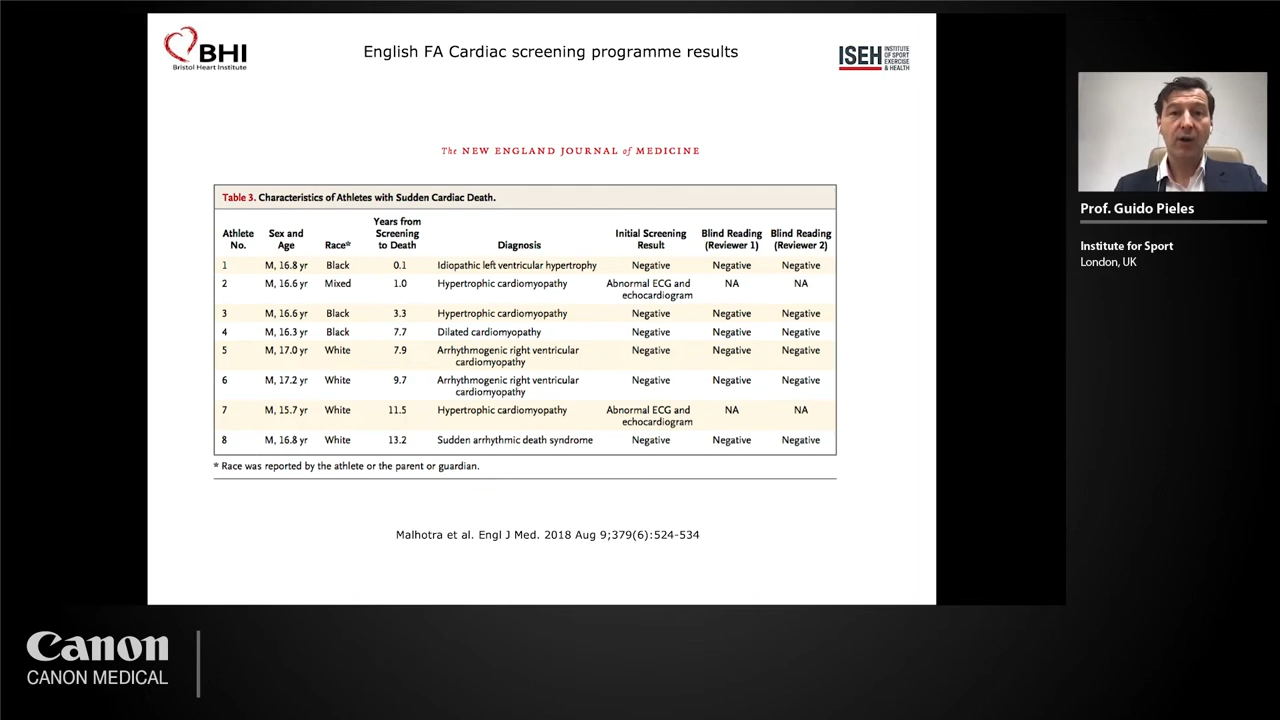 BHI
Bristol Heart Institute
English FA Cardiac screening programme results
ISEH INSTITUTE OF SPORT EXERCISE & HEALTH
The NEW ENGLAND JOURNAL of MEDICINE
Table 3. Characteristics of Athletes with Sudden Cardiac Death.
Athlete No. Sex and Age Race* Years from Screening to Death Diagnosis Initial Screening Result Blind Reading (Reviewer 1) Blind Reading (Reviewer 2)
1 M, 16.8 yr Black 0.1 Idiopathic left ventricular hypertrophy Negative Negative Negative
2 M, 16.6 yr Mixed 1.0 Hypertrophic cardiomyopathy Abnormal ECG and echocardiogram NA NA
3 M, 16.6 yr Black 3.3 Hypertrophic cardiomyopathy Negative Negative Negative
4 M, 16.3 yr Black 7.7 Dilated cardiomyopathy Negative Negative Negative
5 M, 17.0 yr White 7.9 Arrhythmogenic right ventricular cardiomyopathy Negative Negative Negative
6 M, 17.2 yr White 9.7 Arrhythmogenic right ventricular cardiomyopathy Negative Negative Negative
7 M, 15.7 yr White 11.5 Hypertrophic cardiomyopathy Abnormal ECG and echocardiogram NA NA
8 M, 16.8 yr White 13.2 Sudden arrhythmic death syndrome Negative Negative Negative
* Race was reported by the athlete or the parent or guardian.
Malhotra et al. Engl J Med. 2018 Aug 9;379(6):524-534
Prof. Guido Pieles
Institute for Sport
London, UK
Canon
CANON MEDICAL